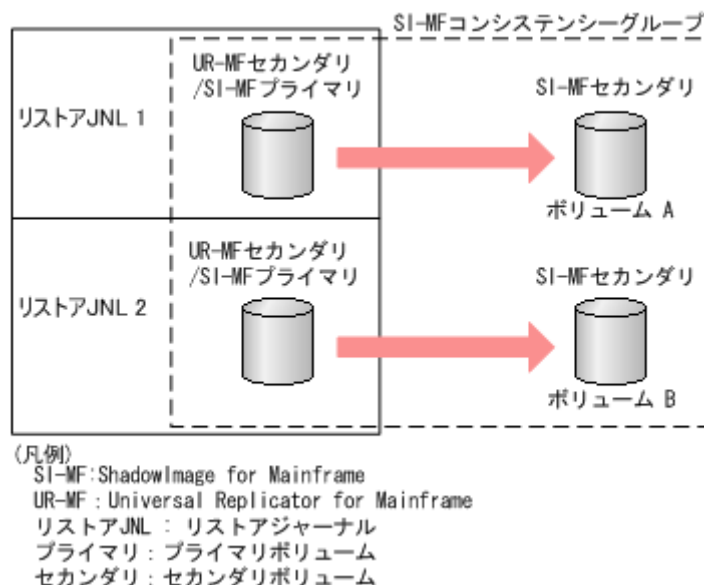 SI-MFコンシステンシーグループ
UR-MFセカンダリ
/SI-MFプライマリ
SI-MFセカンダリ
リストアJNL 1
ボリューム A
UR-MFセカンダリ
/SI-MFプライマリ
SI-MFセカンダリ
リストアJNL 2
ボリューム B
(凡例)
SI-MF:ShadowImage for Mainframe
UR-MF : Universal Replicator for Mainframe
リストアJNL : リストアジャーナル
プライマリ : プライマリボリューム
セカンダリ : セカンダリボリューム